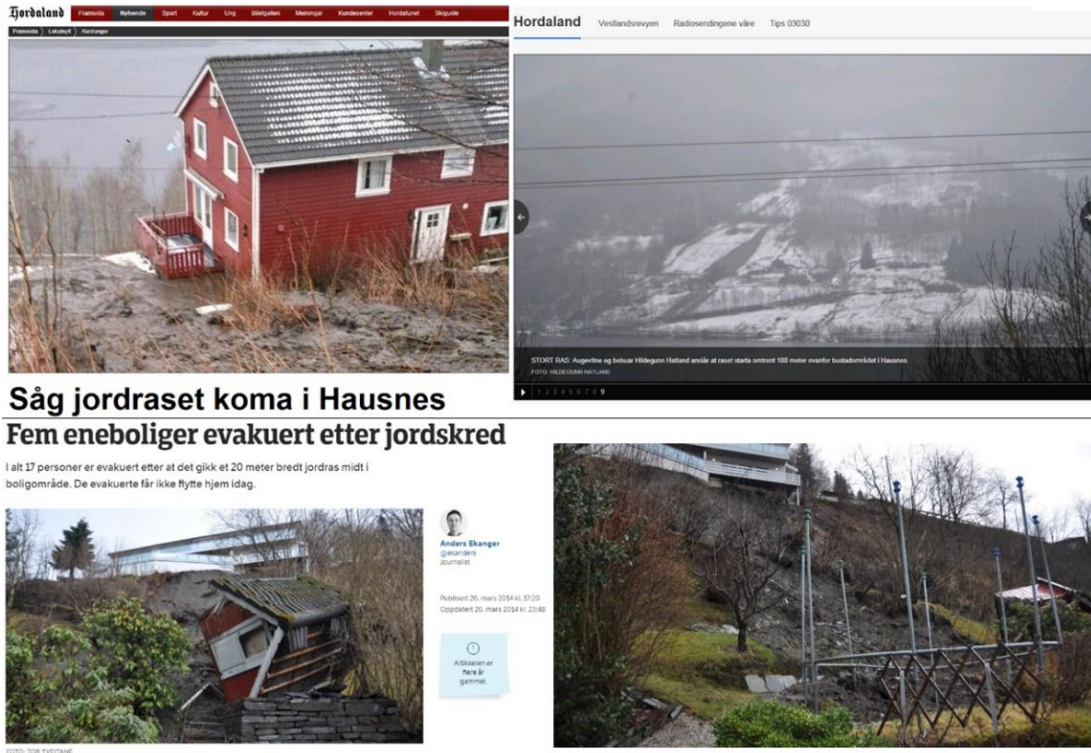 Hordaland
Framsida Nyhende Sport Kultur Ung Biletgalleri Meiningar Kundesenter Hordatunet Skiguide
Framsida Lokalnytt Hardanger
Såg jordraset koma i Hausnes
Hordaland Vestlandsrevyen Radiosendingene våre Tips 03030
STORT RAS: Augevitne og bebuar Hildegunn Hatland anslår at raset starta omtrent 100 meter ovanfor bustadområdet i Hausnes.
FOTO: HILDEGUNN HATLAND
1 2 3 4 5 6 7 8 9
Fem eneboliger evakuert etter jordskred
I alt 17 personer er evakuert etter at det gikk et 20 meter bredt jordras midt i
boligområde. De evakuerte får ikke flytte hjem idag.
Anders Ekanger
@ekanders
Journalist
Publisert 20. mars 2014 kl. 17:20
Oppdatert 20. mars 2014 kl. 23:48
Artikkelen er
flere år
gammel.
FOTO: TOR TVEITANE